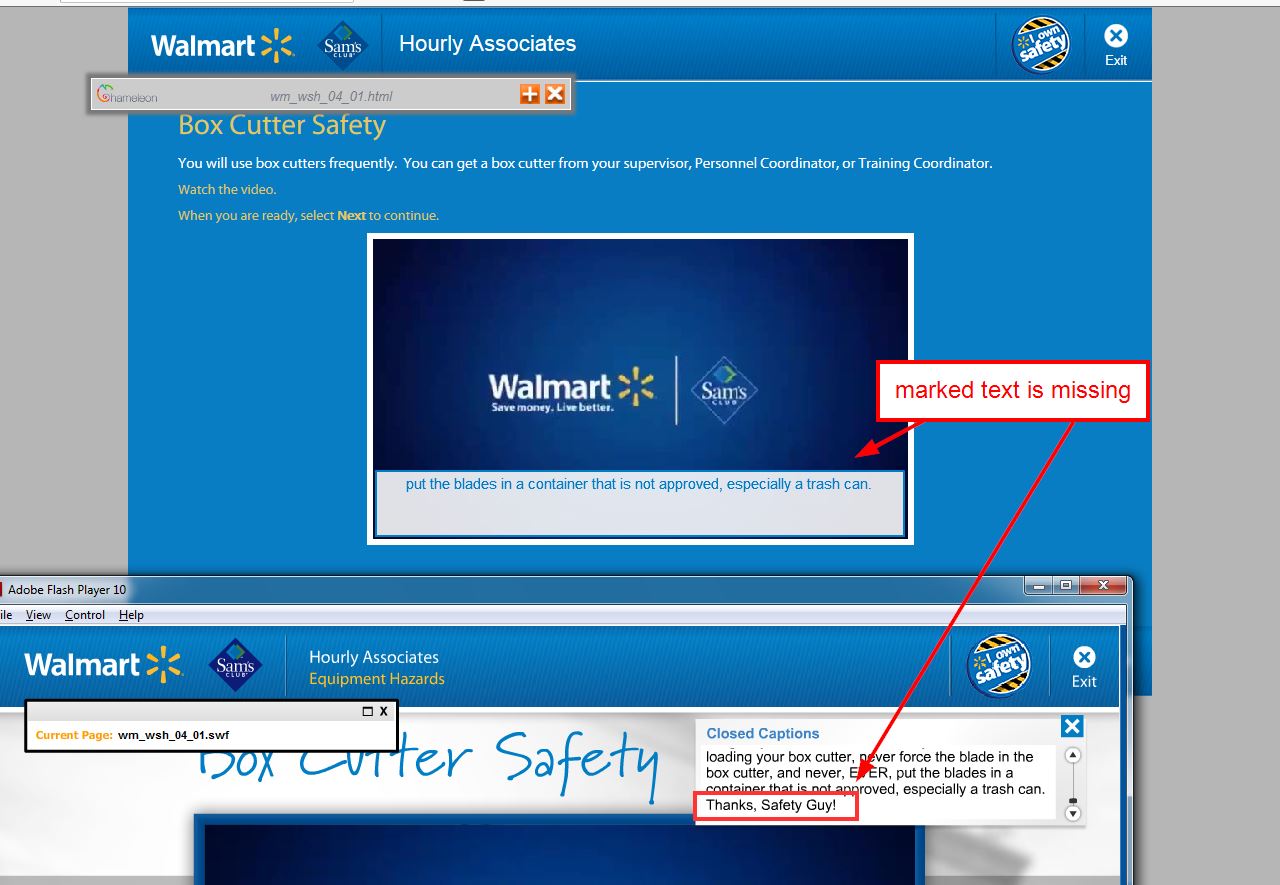 Walmart Sam's CLUB Hourly Associates I own safety Exit
Chameleon wm_wsh_04_01.html
Box Cutter Safety
You will use box cutters frequently. You can get a box cutter from your supervisor, Personnel Coordinator, or Training Coordinator.
Watch the video.
When you are ready, select Next to continue.
Walmart Sam's CLUB
Save money. Live better.
marked text is missing
put the blades in a container that is not approved, especially a trash can.
Adobe Flash Player 10
ile View Control Help
Walmart Sam's CLUB Hourly Associates
Equipment Hazards
I own safety Exit
Current Page: wm_wsh_04_01.swf
Box Cutter Safety
Closed Captions
loading your box cutter, never force the blade in the
box cutter, and never, EVER, put the blades in a
container that is not approved, especially a trash can.
Thanks, Safety Guy!